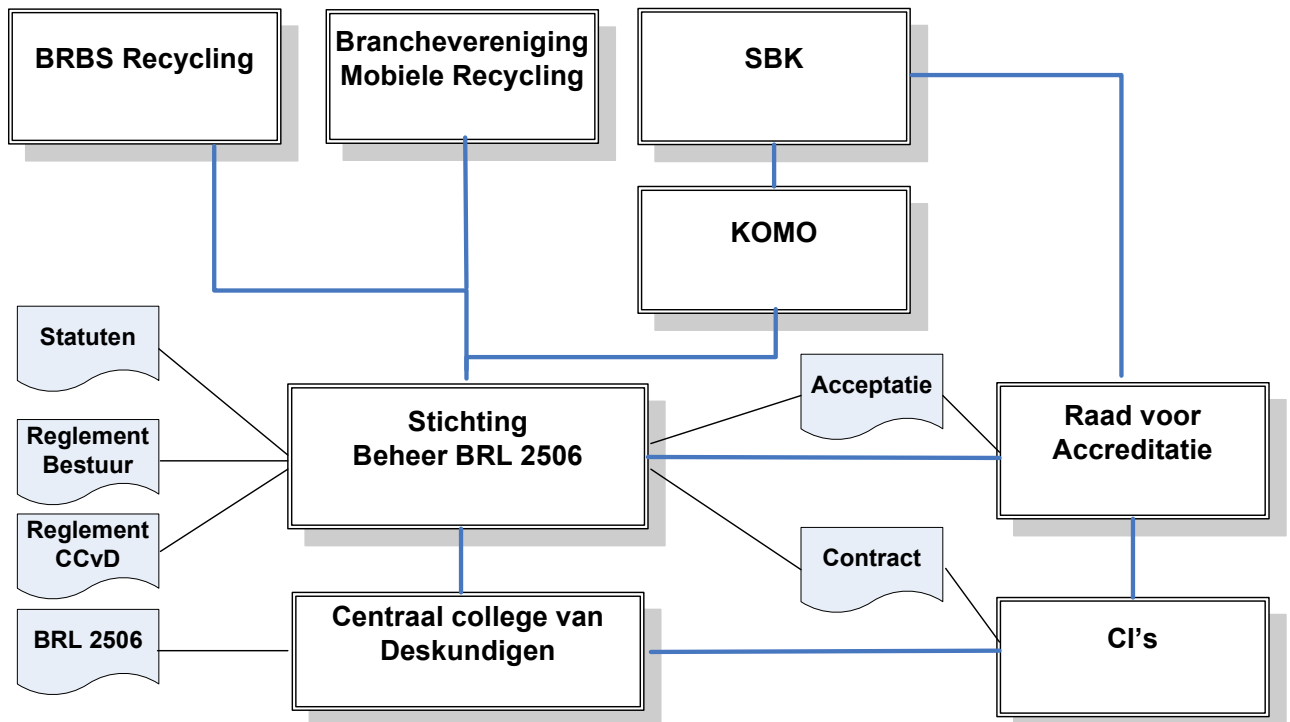 BRBS Recycling
Branchevereniging
Mobiele Recycling
SBK
KOMO
Statuten
Reglement
Bestuur
Reglement
CCvD
BRL 2506
Stichting
Beheer BRL 2506
Acceptatie
Raad voor
Accreditatie
Contract
Centraal college van
Deskundigen
CI's